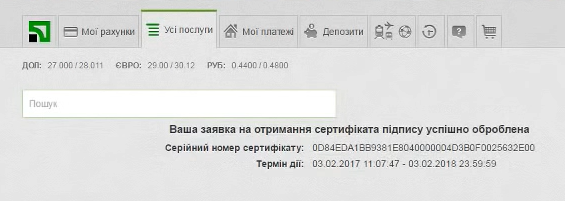 Мої рахунки Усі послуги Мої платежі Депозити
ДОЛ: 27.000 / 28.011 ЄВРО: 29.00 / 30.12 РУБ: 0.4400 / 0.4800
Пошук
Ваша заявка на отримання сертифіката підпису успішно оброблена
Серійний номер сертифікату: 0D84EDA1BB9381E8040000004D3B0F0025632E00
Термін дії: 03.02.2017 11:07:47 - 03.02.2018 23:59:59